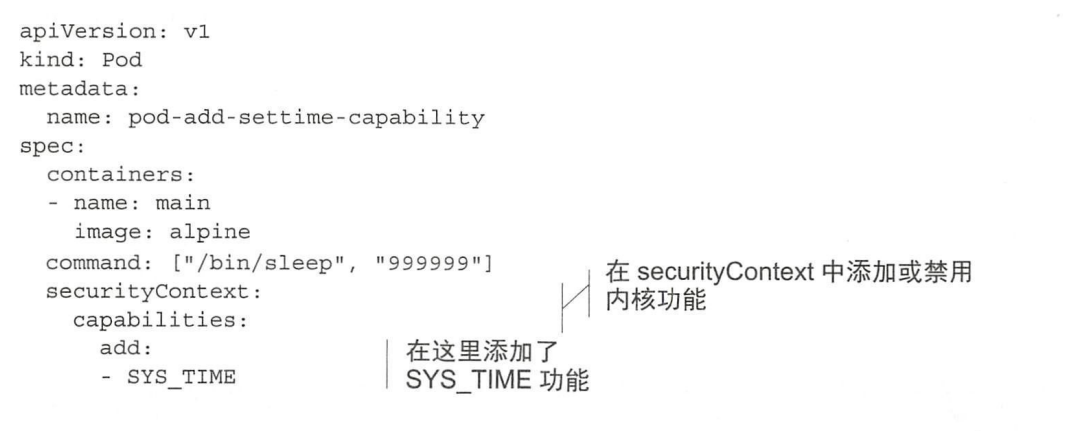 apiVersion: v1
kind: Pod
metadata:
  name: pod-add-settime-capability
spec:
  containers:
  - name: main
    image: alpine
  command: ["/bin/sleep", "999999"]
  securityContext:
    capabilities:
      add:
      - SYS_TIME
在 securityContext 中添加或禁用
内核功能
在这里添加了
SYS_TIME 功能